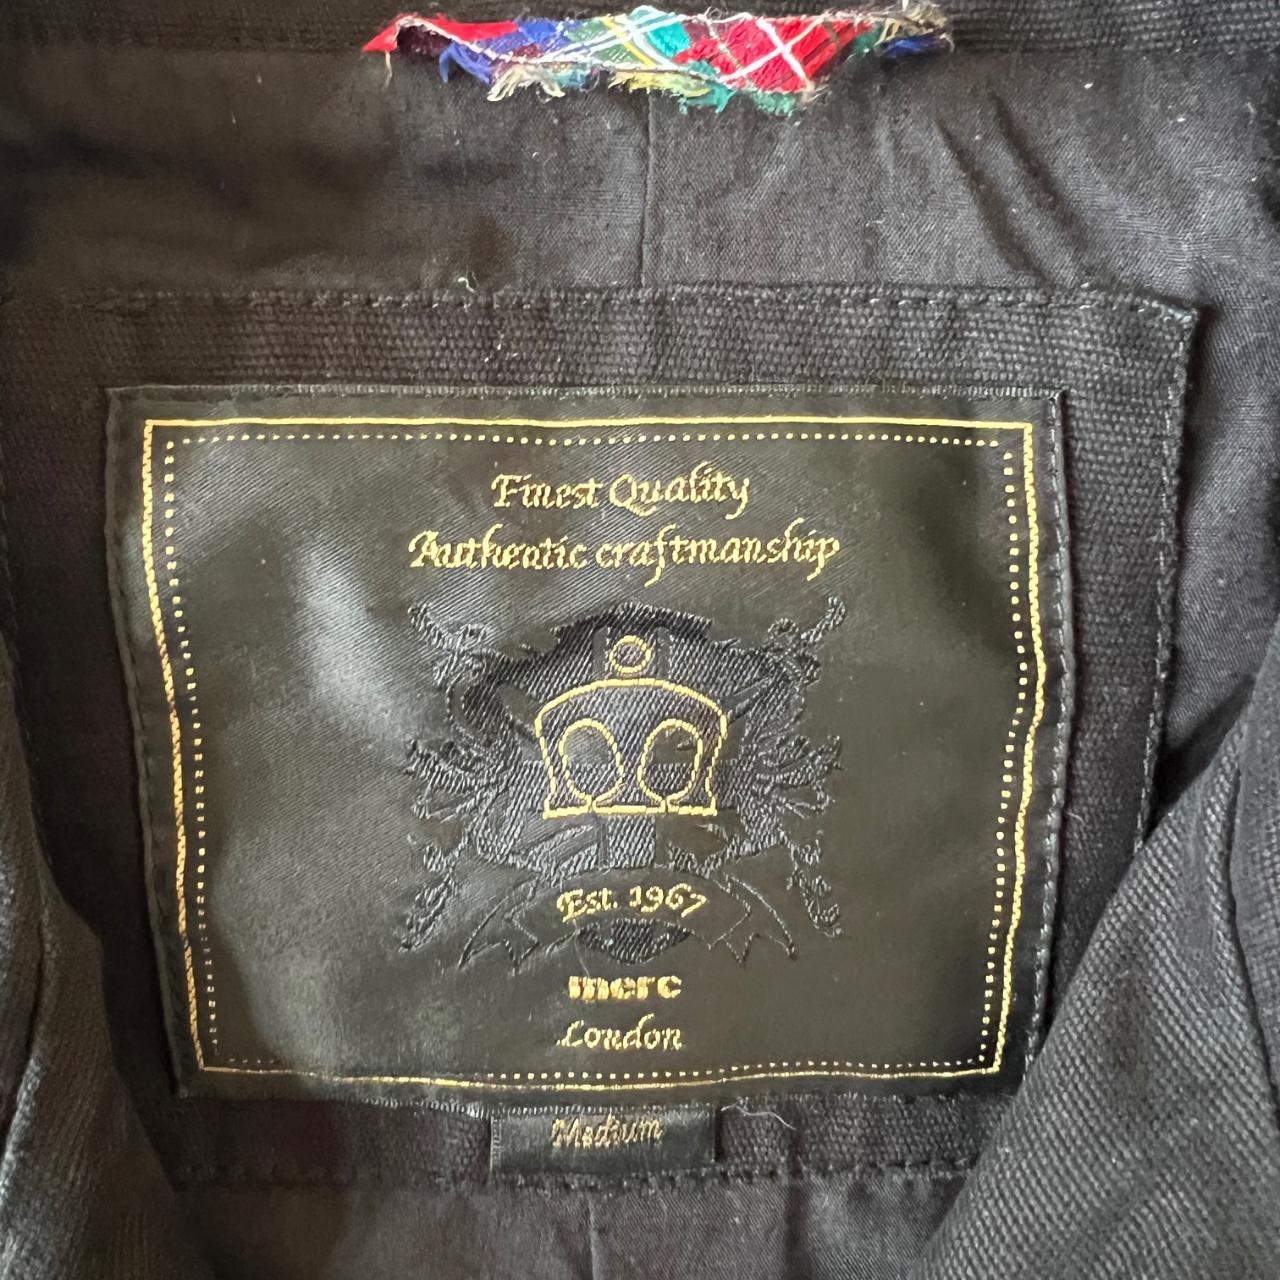 Finest Quality
Authentic craftmanship
Est. 1967
merc
London
Medium